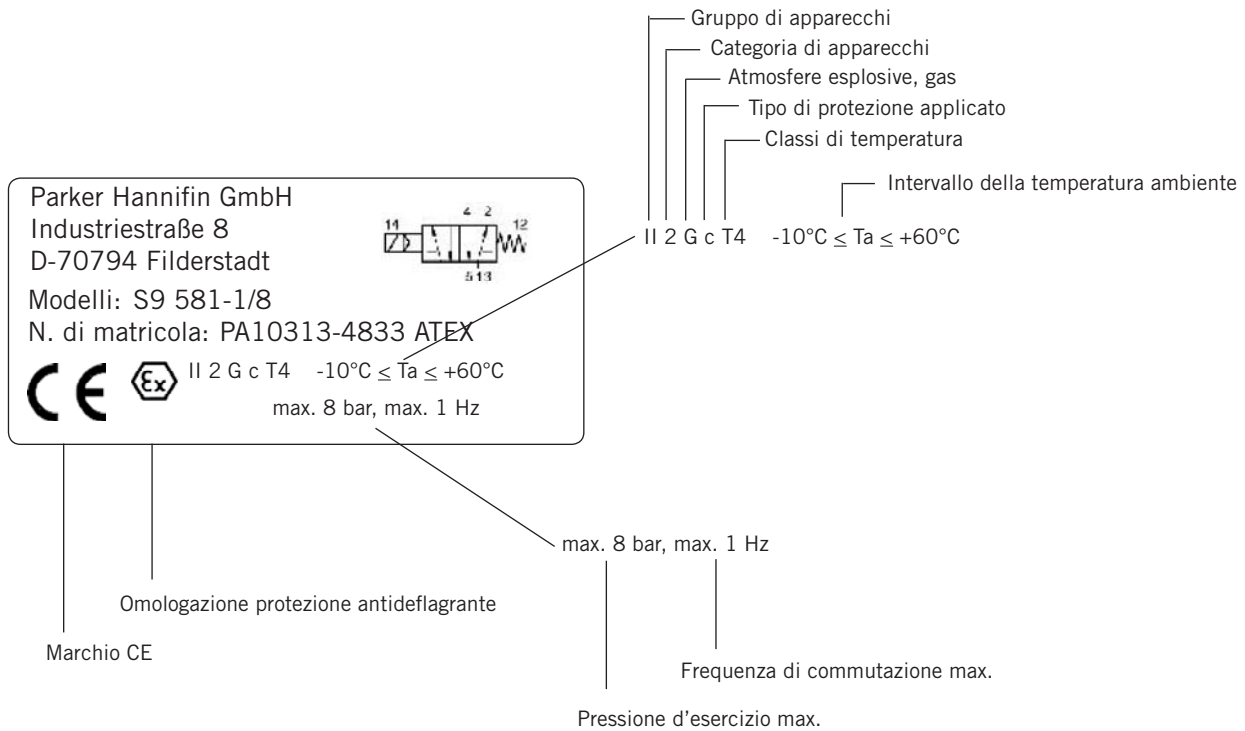 Gruppo di apparecchi
Categoria di apparecchi
Atmosfere esplosive, gas
Tipo di protezione applicato
Classi di temperatura
Intervallo della temperatura ambiente
II 2 G c T4 -10°C ≤ Ta ≤ +60°C
Parker Hannifin GmbH
Industriestraße 8
D-70794 Filderstadt
4 2
14 12
5 1 3
Modelli: S9 581-1/8
N. di matricola: PA10313-4833 ATEX
CE Ex II 2 G c T4 -10°C ≤ Ta ≤ +60°C
max. 8 bar, max. 1 Hz
max. 8 bar, max. 1 Hz
Omologazione protezione antideflagrante
Marchio CE
Frequenza di commutazione max.
Pressione d'esercizio max.